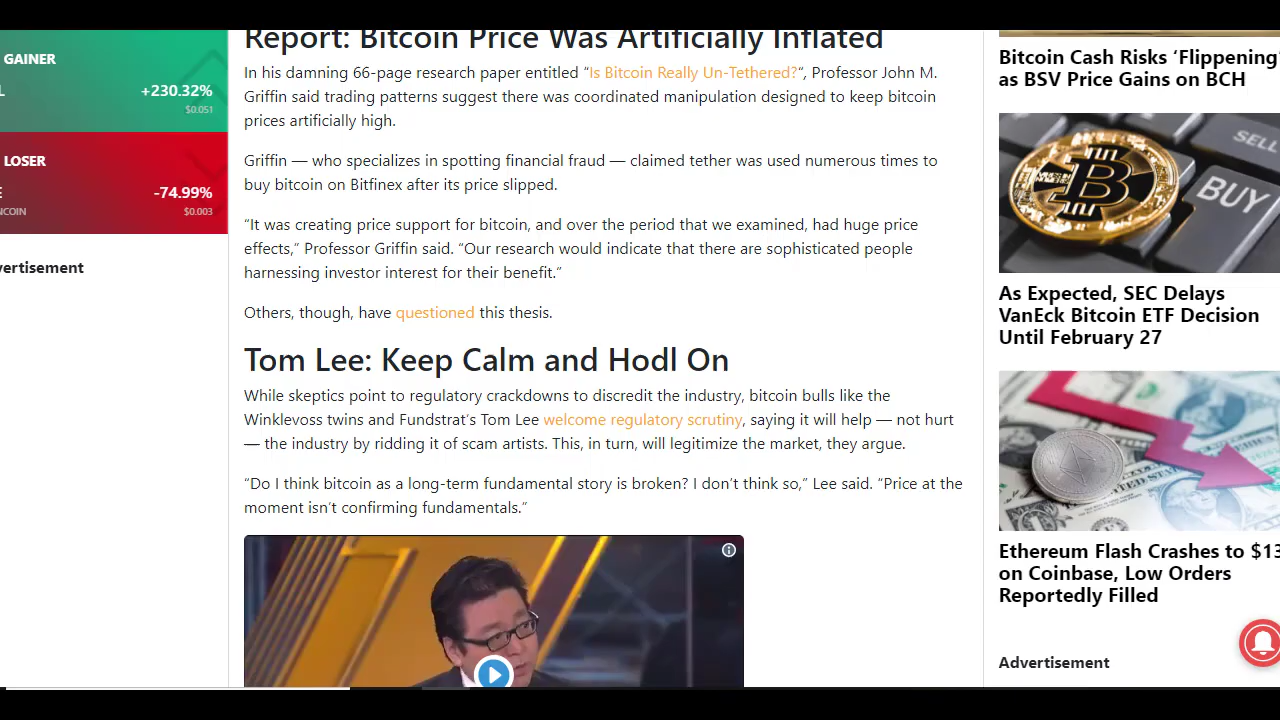 GAINER
L
+230.32%
$0.051
LOSER
E
-74.99%
NCOIN
$0.003
vertisement
Report: Bitcoin Price Was Artificially Inflated
In his damning 66-page research paper entitled “Is Bitcoin Really Un-Tethered?“, Professor John M.
Griffin said trading patterns suggest there was coordinated manipulation designed to keep bitcoin
prices artificially high.
Griffin — who specializes in spotting financial fraud — claimed tether was used numerous times to
buy bitcoin on Bitfinex after its price slipped.
“It was creating price support for bitcoin, and over the period that we examined, had huge price
effects,” Professor Griffin said. “Our research would indicate that there are sophisticated people
harnessing investor interest for their benefit.”
Others, though, have questioned this thesis.
Tom Lee: Keep Calm and Hodl On
While skeptics point to regulatory crackdowns to discredit the industry, bitcoin bulls like the
Winklevoss twins and Fundstrat’s Tom Lee welcome regulatory scrutiny, saying it will help — not hurt
— the industry by ridding it of scam artists. This, in turn, will legitimize the market, they argue.
“Do I think bitcoin as a long-term fundamental story is broken? I don’t think so,” Lee said. “Price at the
moment isn’t confirming fundamentals.”
Bitcoin Cash Risks ‘Flippening’
as BSV Price Gains on BCH
SELL
BUY
As Expected, SEC Delays
VanEck Bitcoin ETF Decision
Until February 27
Ethereum Flash Crashes to $13
on Coinbase, Low Orders
Reportedly Filled
Advertisement